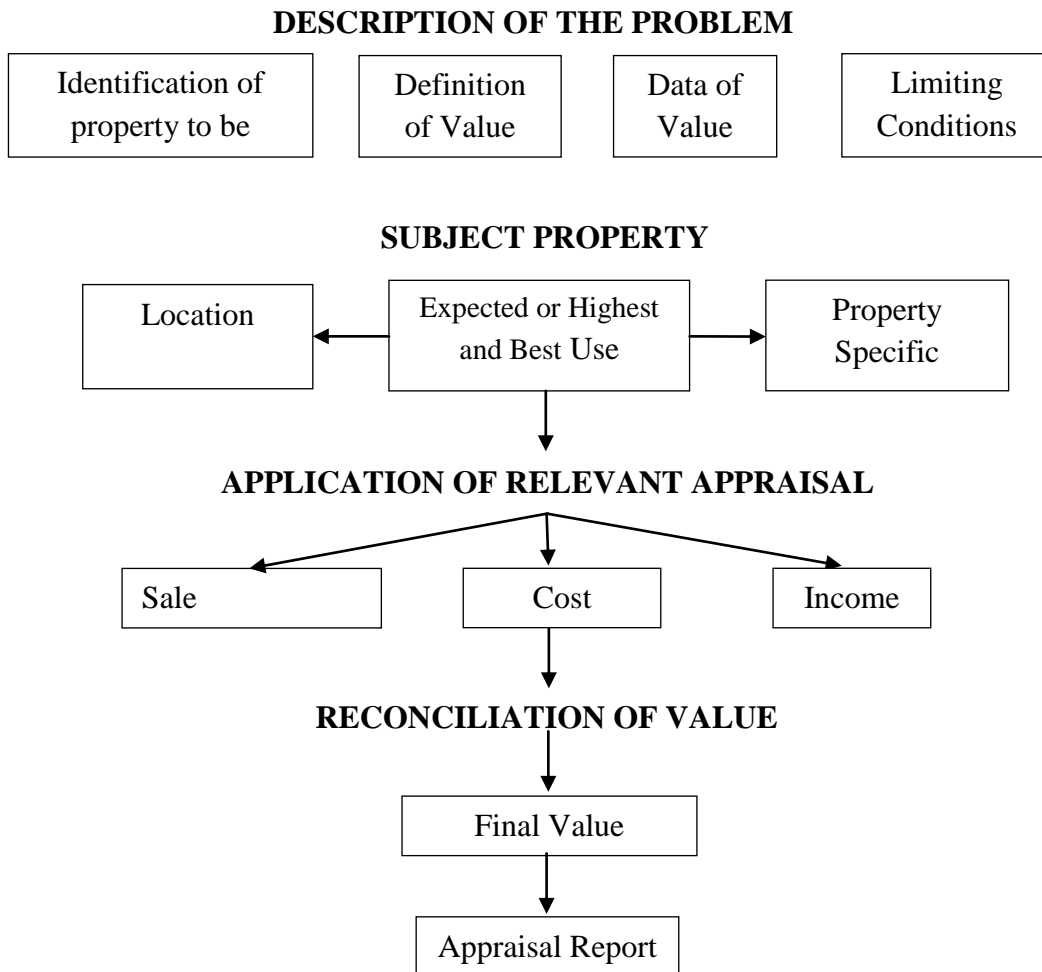 DESCRIPTION OF THE PROBLEM
Identification of
property to be
Definition
of Value
Data of
Value
Limiting
Conditions
SUBJECT PROPERTY
Location
Expected or Highest
and Best Use
Property
Specific
APPLICATION OF RELEVANT APPRAISAL
Sale
Cost
Income
RECONCILIATION OF VALUE
Final Value
Appraisal Report